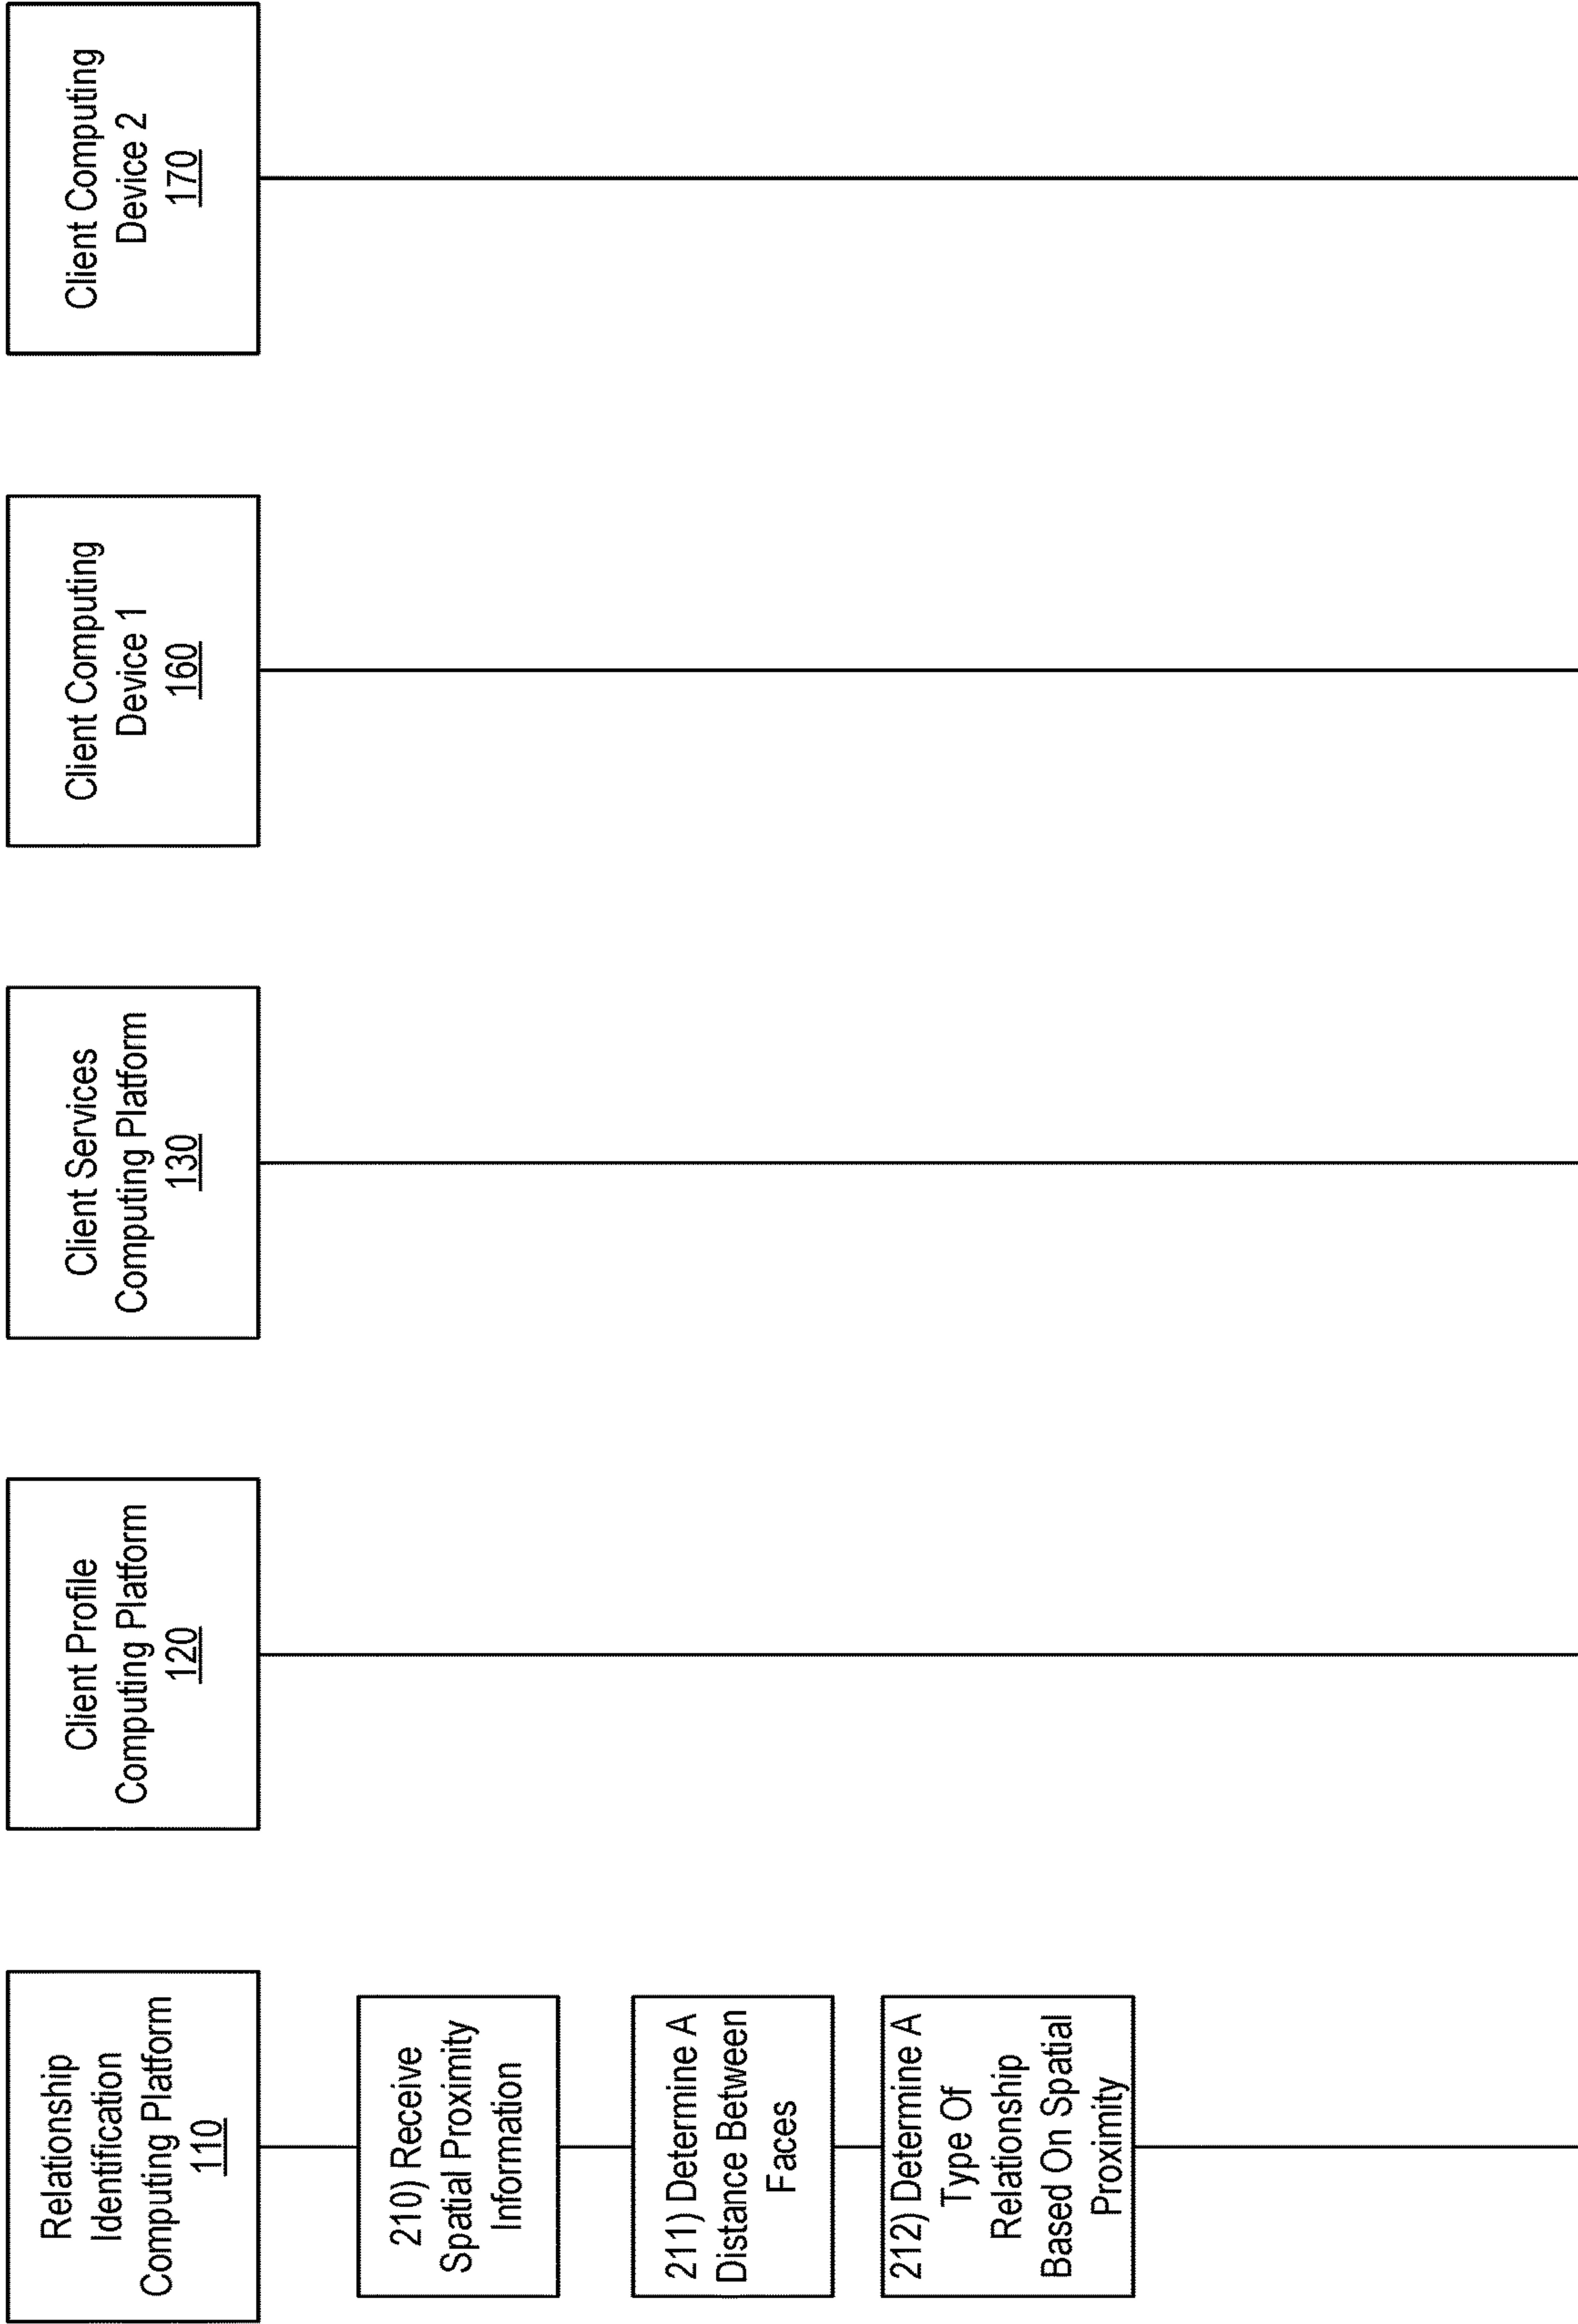 Relationship
Identification
Computing Platform
110
Client Profile
Computing Platform
120
Client Services
Computing Platform
130
Client Computing
Device 1
160
Client Computing
Device 2
170
210) Receive
Spatial Proximity
Information
211) Determine A
Distance Between
Faces
212) Determine A
Type Of
Relationship
Based On Spatial
Proximity